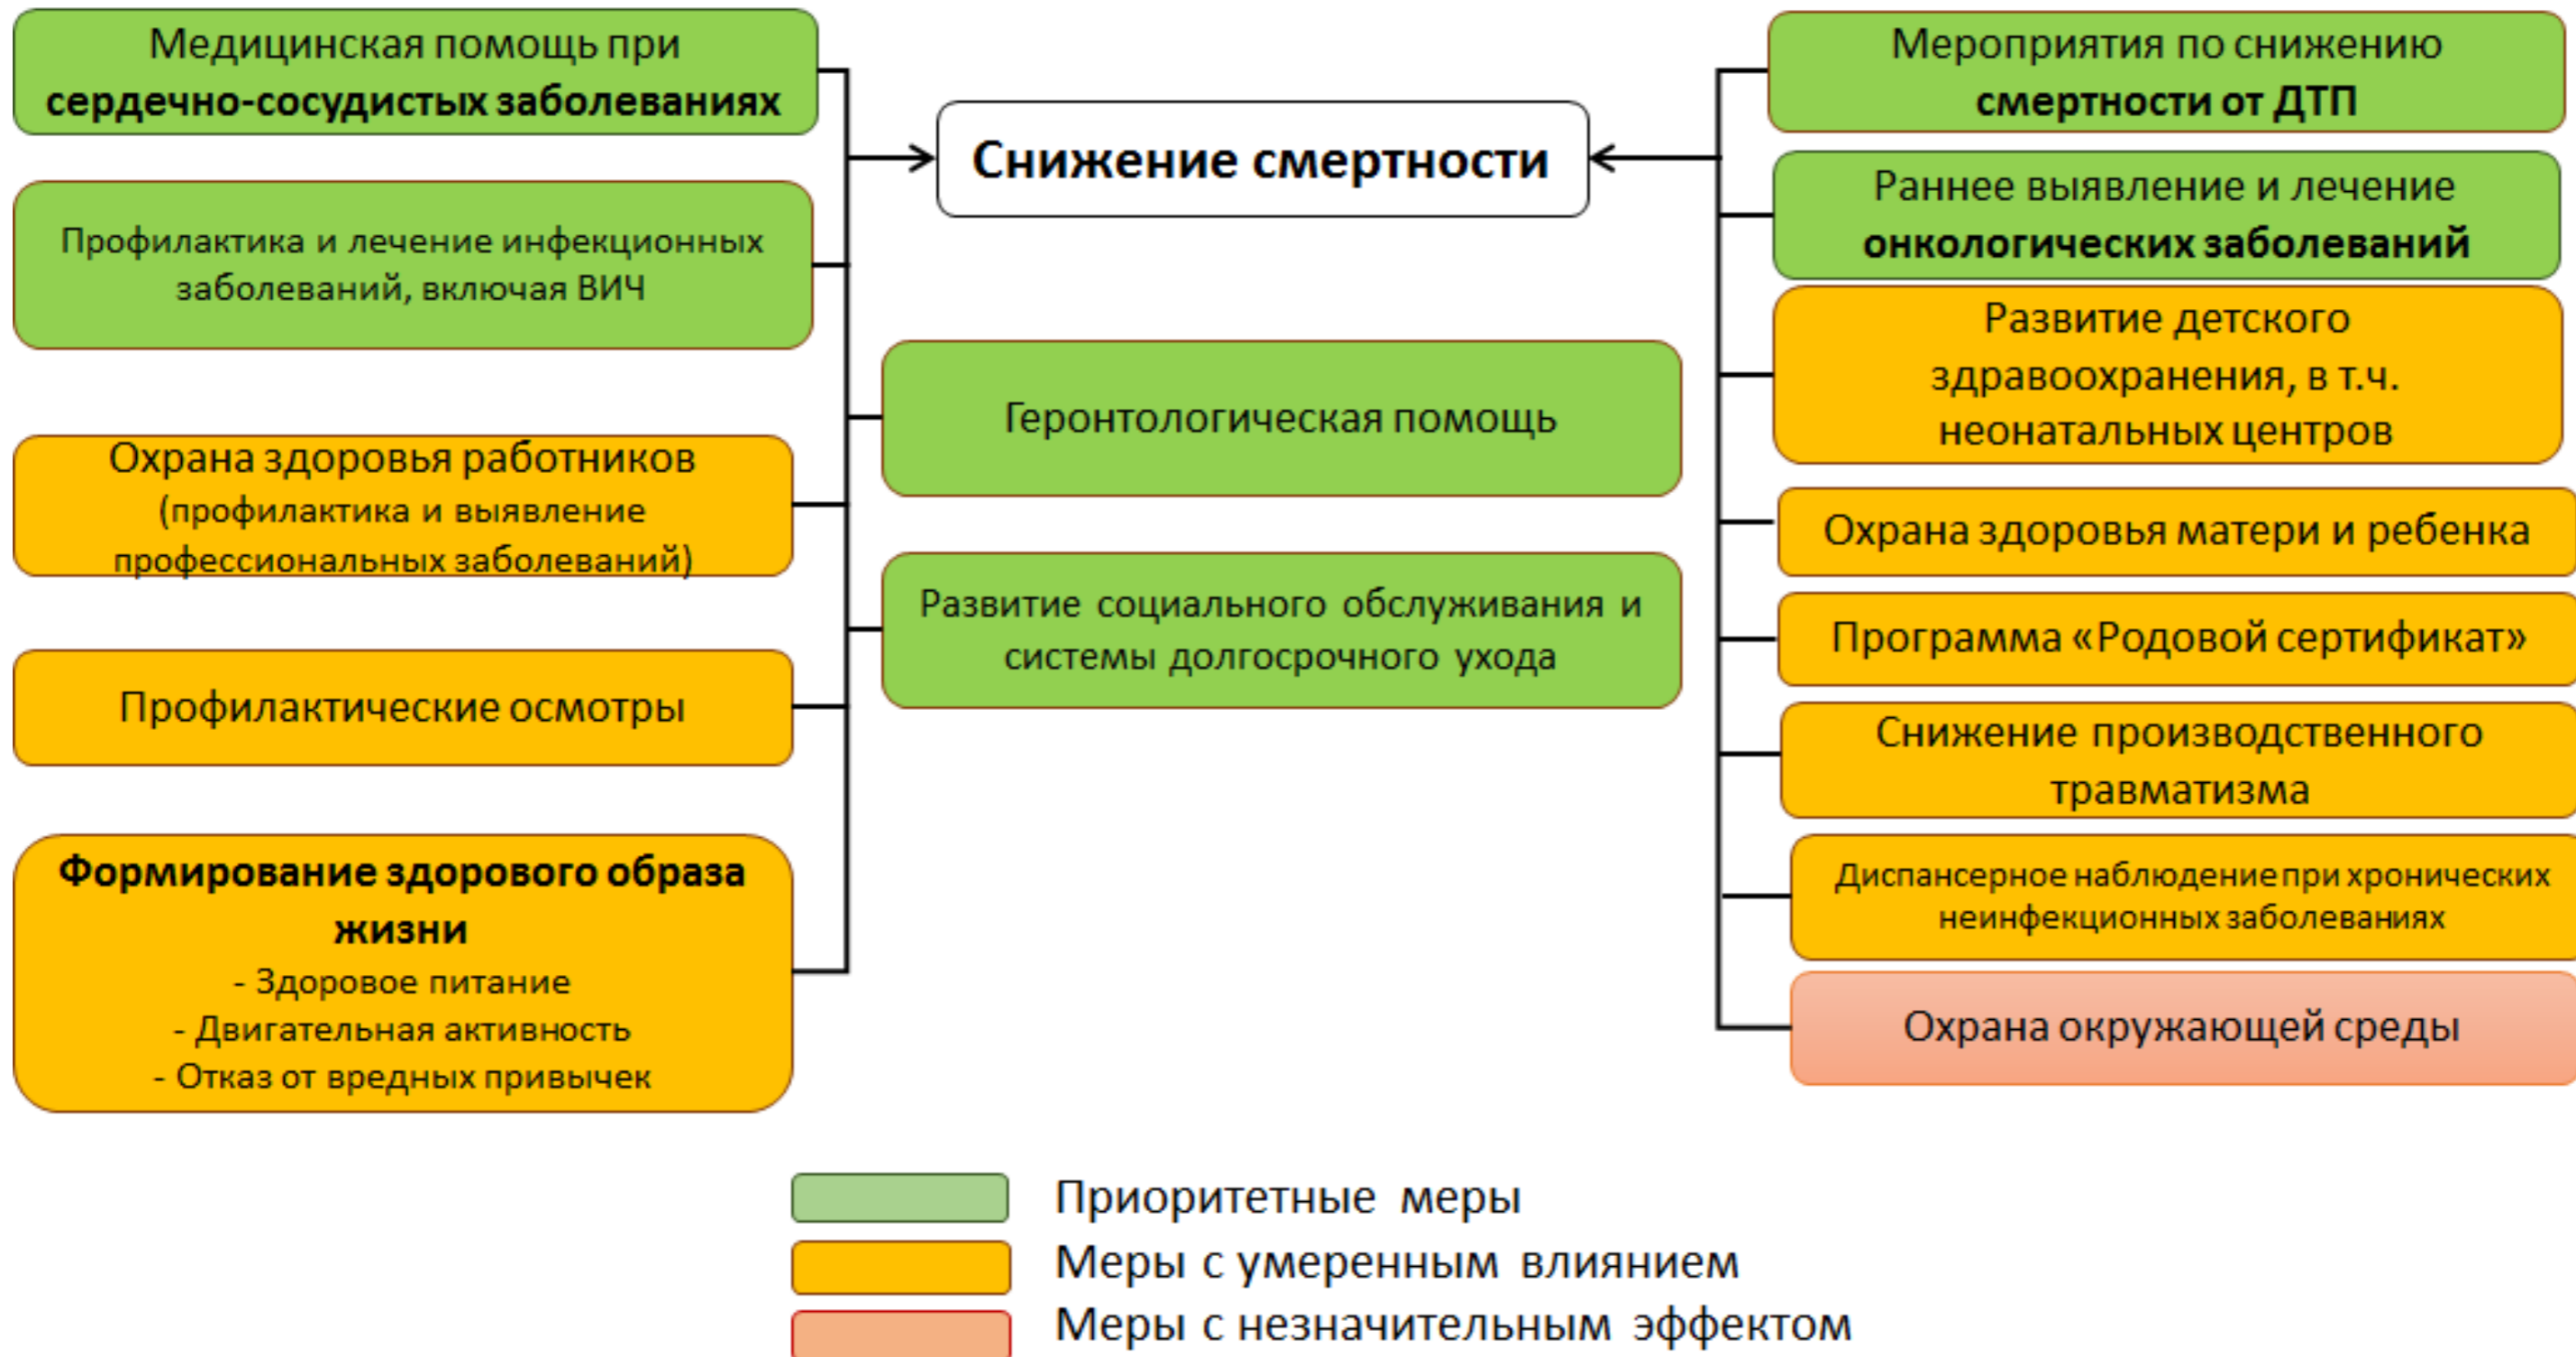 Медицинская помощь при
сердечно-сосудистых заболеваниях
Профилактика и лечение инфекционных
заболеваний, включая ВИЧ
Охрана здоровья работников
(профилактика и выявление
профессиональных заболеваний)
Профилактические осмотры
Формирование здорового образа
жизни
- Здоровое питание
- Двигательная активность
- Отказ от вредных привычек
Снижение смертности
Геронтологическая помощь
Развитие социального обслуживания и
системы долгосрочного ухода
Мероприятия по снижению
смертности от ДТП
Раннее выявление и лечение
онкологических заболеваний
Развитие детского
здравоохранения, в т.ч.
неонатальных центров
Охрана здоровья матери и ребенка
Программа «Родовой сертификат»
Снижение производственного
травматизма
Диспансерное наблюдение при хронических
неинфекционных заболеваниях
Охрана окружающей среды
Приоритетные меры
Меры с умеренным влиянием
Меры с незначительным эффектом